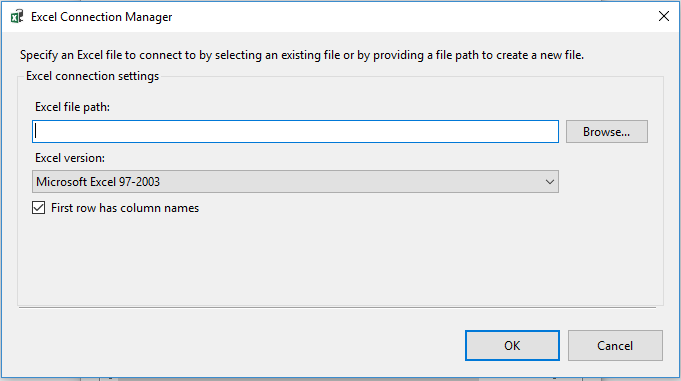 Excel Connection Manager
Specify an Excel file to connect to by selecting an existing file or by providing a file path to create a new file.
Excel connection settings
Excel file path:
Browse...
Excel version:
Microsoft Excel 97-2003
First row has column names
OK
Cancel